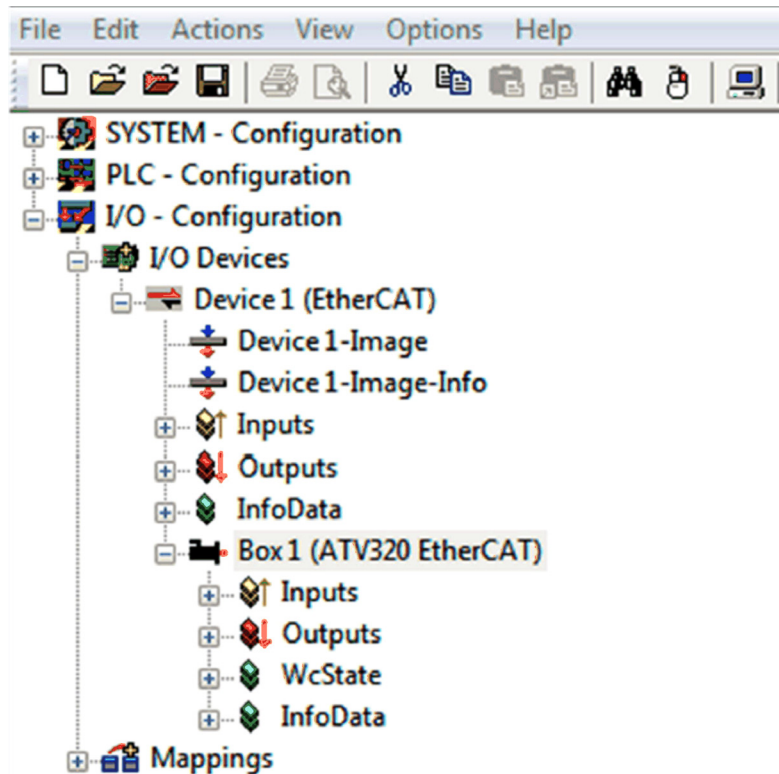 File Edit Actions View Options Help
SYSTEM - Configuration
PLC - Configuration
I/O - Configuration
I/O Devices
Device 1 (EtherCAT)
Device 1-Image
Device 1-Image-Info
Inputs
Outputs
InfoData
Box 1 (ATV320 EtherCAT)
Inputs
Outputs
WcState
InfoData
Mappings